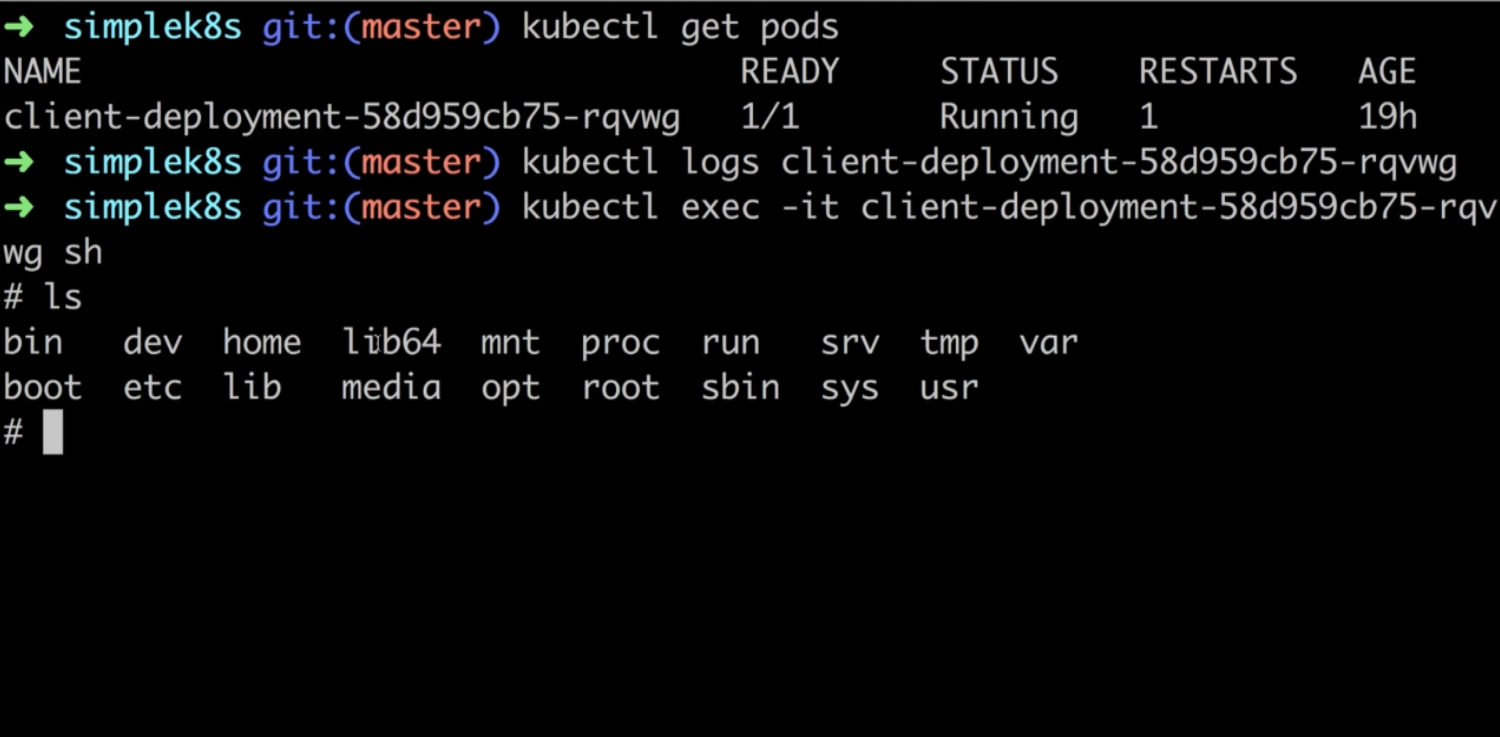 ➜ simplek8s git:(master) kubectl get pods
NAME READY STATUS RESTARTS AGE
client-deployment-58d959cb75-rqvwg 1/1 Running 1 19h
➜ simplek8s git:(master) kubectl logs client-deployment-58d959cb75-rqvwg
➜ simplek8s git:(master) kubectl exec -it client-deployment-58d959cb75-rqv
wg sh
# ls
bin dev home lib64 mnt proc run srv tmp var
boot etc lib media opt root sbin sys usr
#